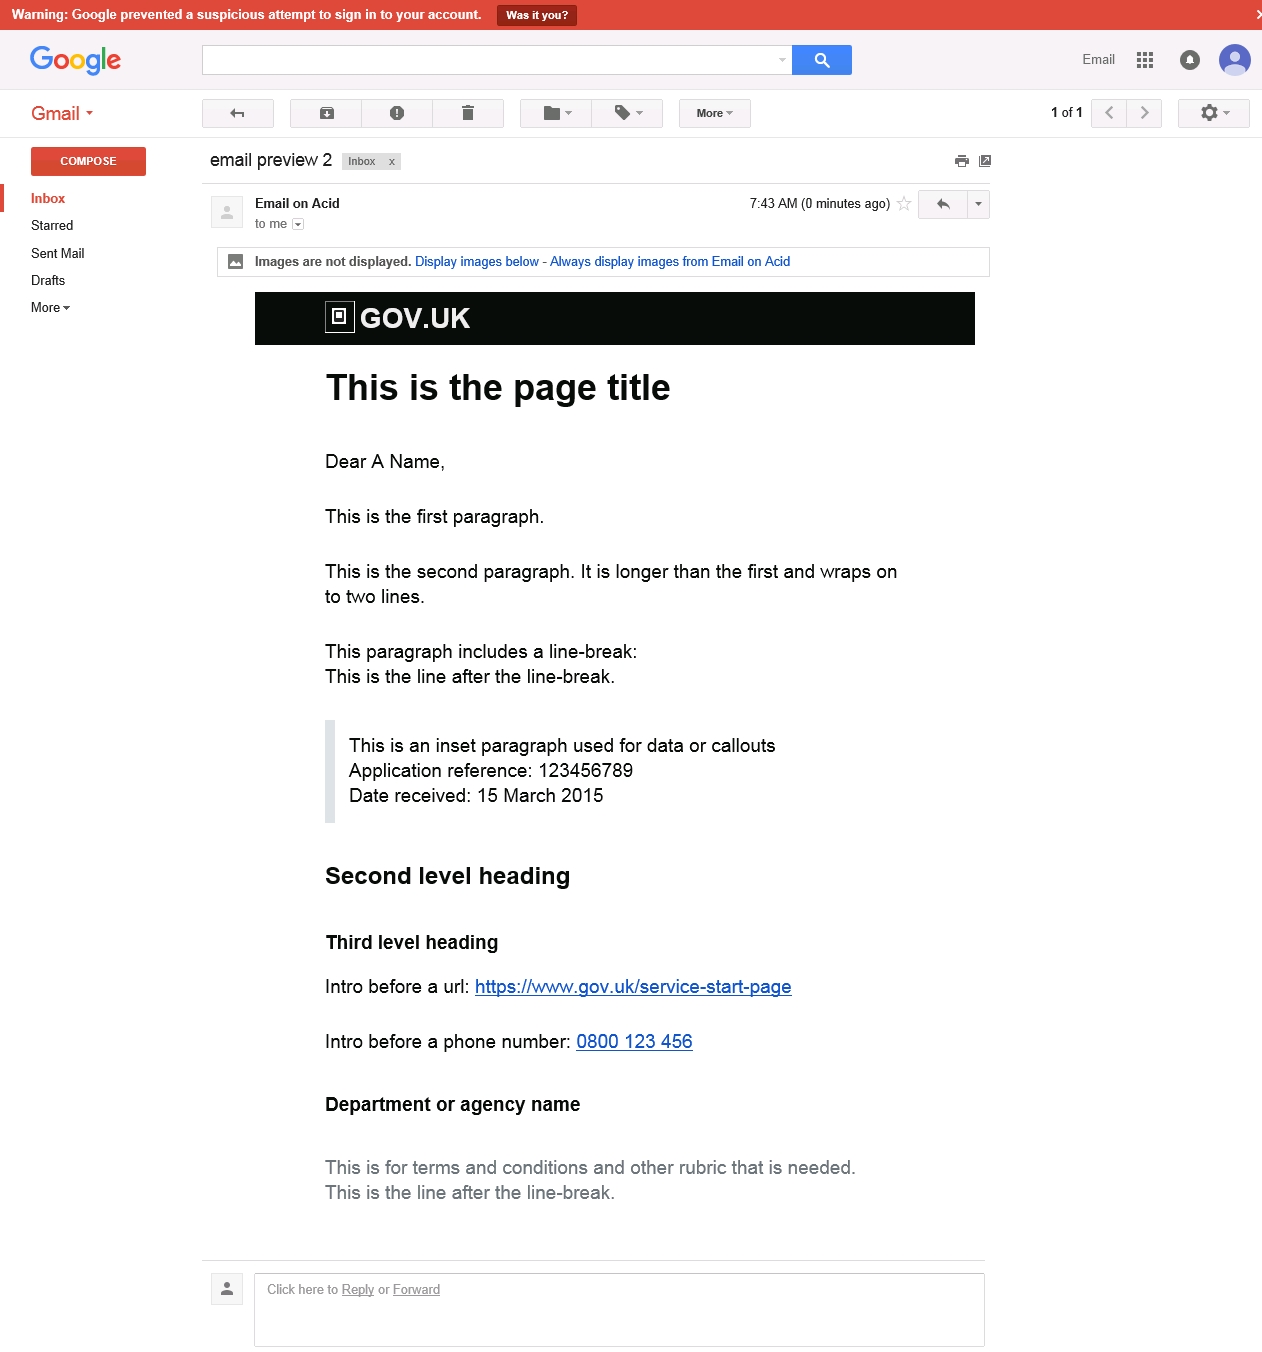 Warning: Google prevented a suspicious attempt to sign in to your account. Was it you? x
Google
Email
Gmail
More
1 of 1
COMPOSE
Inbox
Starred
Sent Mail
Drafts
More
email preview 2 Inbox x
Email on Acid
7:43 AM (0 minutes ago)
to me
Images are not displayed. Display images below - Always display images from Email on Acid
GOV.UK
This is the page title
Dear A Name,
This is the first paragraph.
This is the second paragraph. It is longer than the first and wraps on
to two lines.
This paragraph includes a line-break:
This is the line after the line-break.
This is an inset paragraph used for data or callouts
Application reference: 123456789
Date received: 15 March 2015
Second level heading
Third level heading
Intro before a url: https://www.gov.uk/service-start-page
Intro before a phone number: 0800 123 456
Department or agency name
This is for terms and conditions and other rubric that is needed.
This is the line after the line-break.
Click here to Reply or Forward